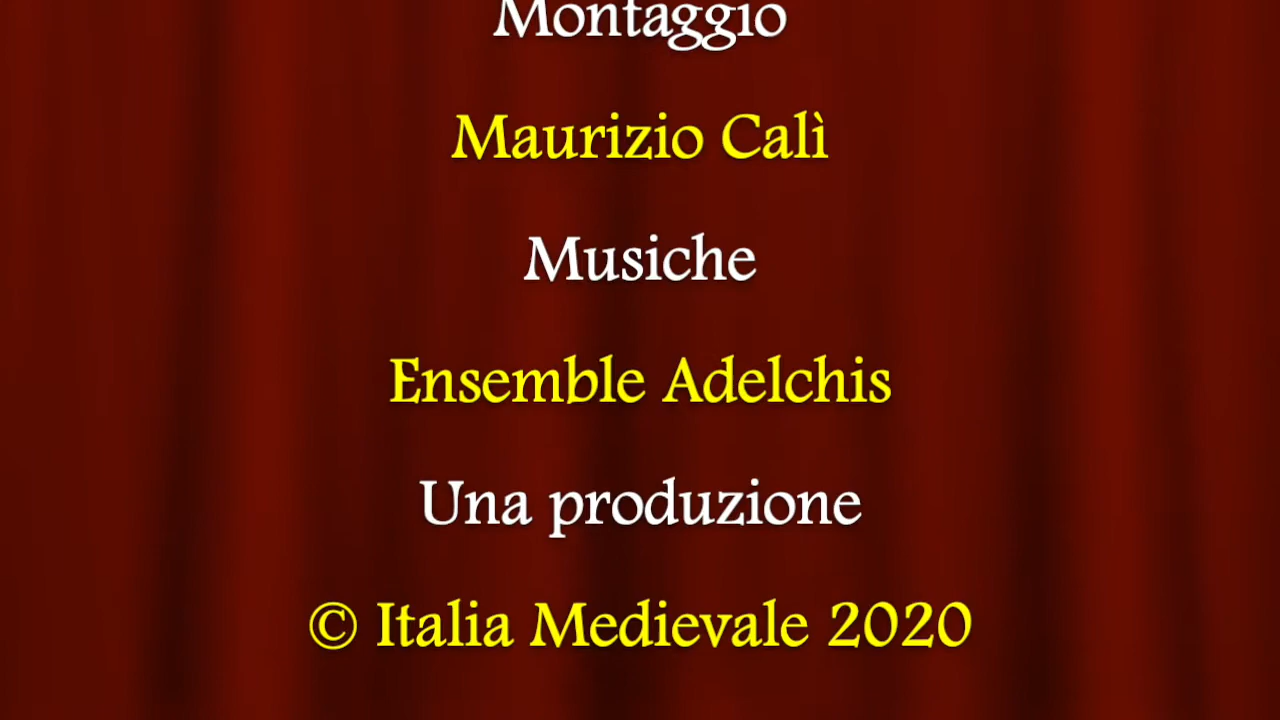 Montaggio
Maurizio Calì
Musiche
Ensemble Adelchis
Una produzione
© Italia Medievale 2020